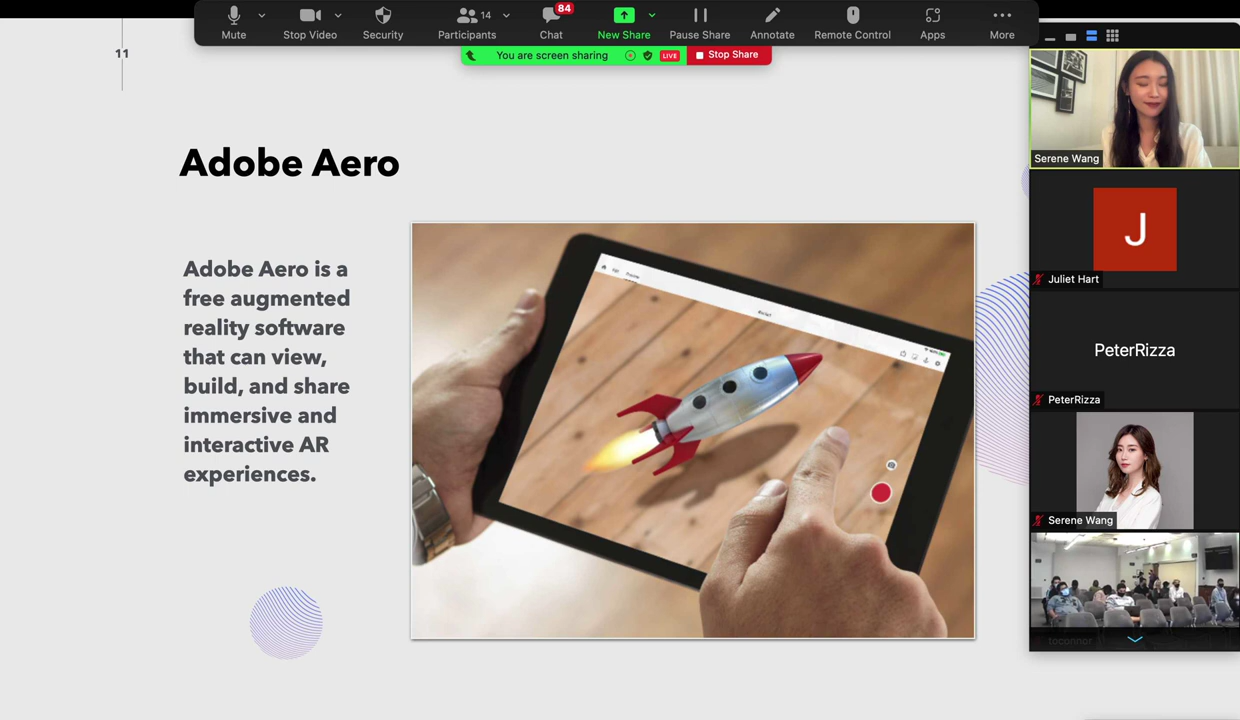 14
84
Mute
Stop Video
Security
Participants
Chat
New Share
Pause Share
Annotate
Remote Control
Apps
More
You are screen sharing
LIVE
Stop Share
11
Adobe Aero
Adobe Aero is a
free augmented
reality software
that can view,
build, and share
immersive and
interactive AR
experiences.
Serene Wang
J
Juliet Hart
PeterRizza
PeterRizza
Serene Wang
toconnor